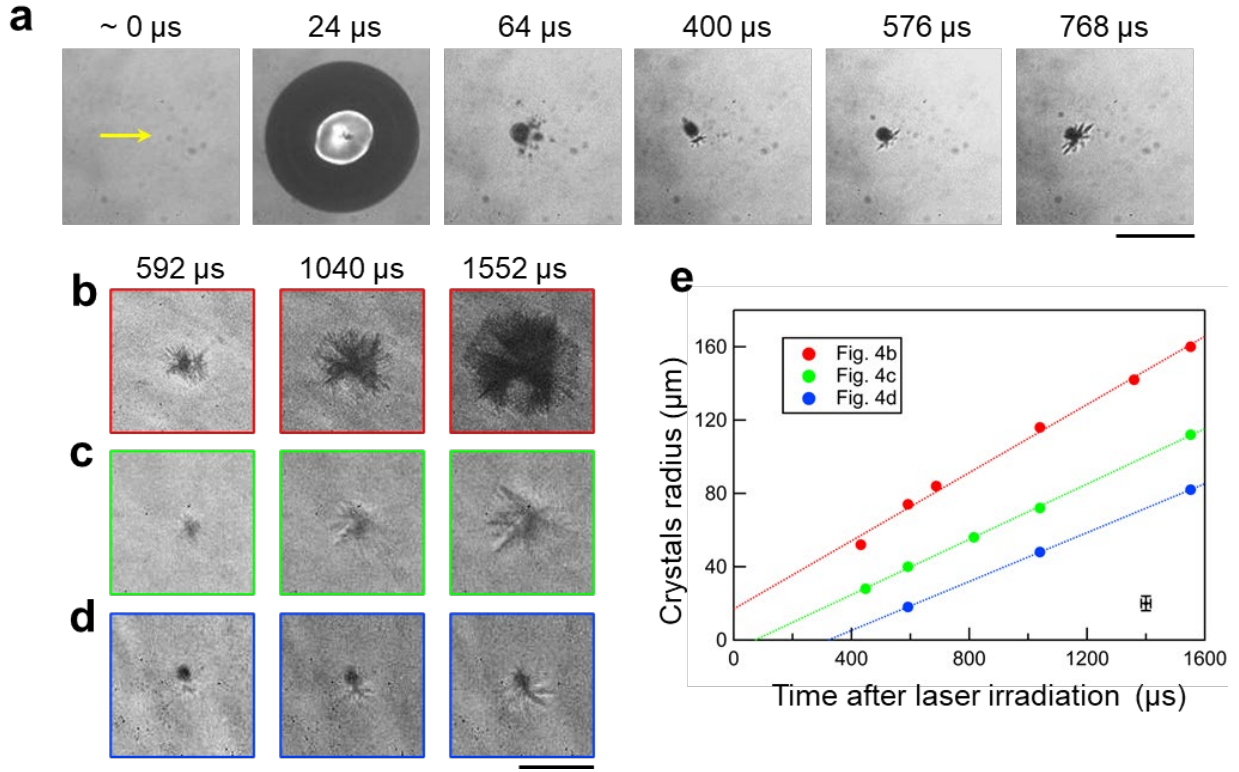 a
~ 0 µs 24 µs 64 µs 400 µs 576 µs 768 µs
b
592 µs 1040 µs 1552 µs
c
d
e
Crystals radius (µm)
160
120
80
40
0
Fig. 4b
Fig. 4c
Fig. 4d
0 400 800 1200 1600
Time after laser irradiation (µs)